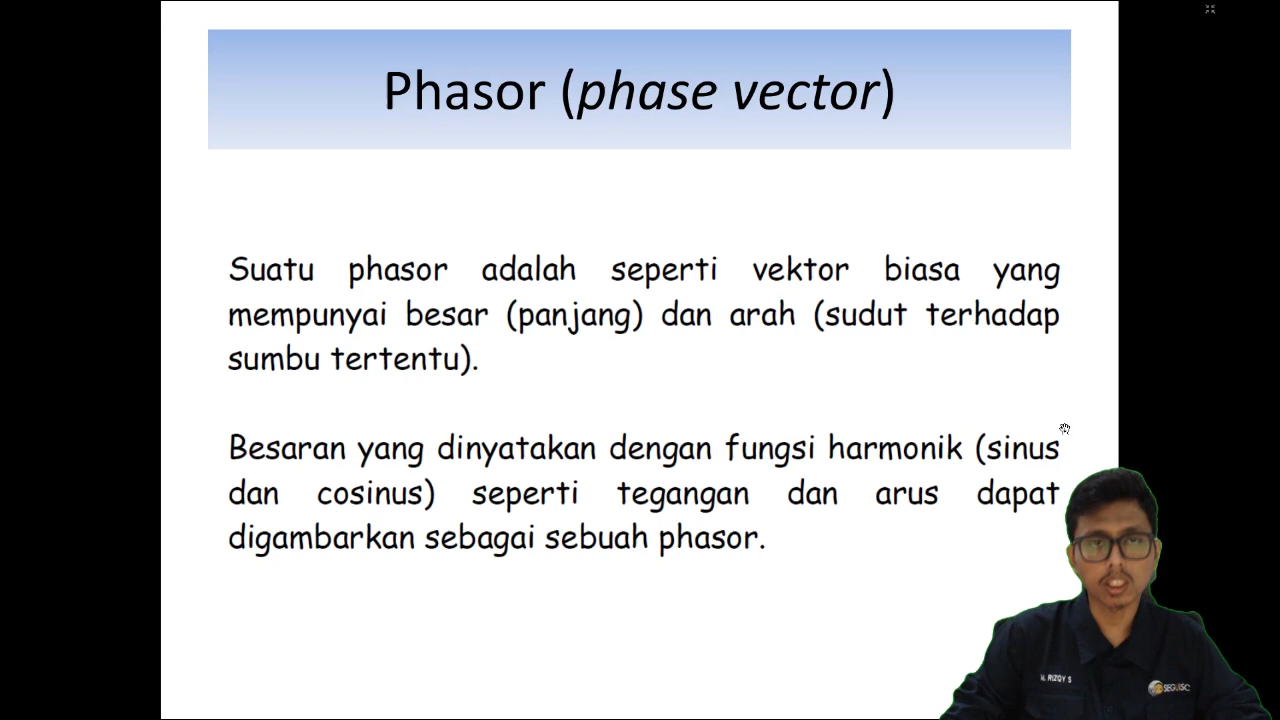 Phasor (phase vector)
Suatu phasor adalah seperti vektor biasa yang
mempunyai besar (panjang) dan arah (sudut terhadap
sumbu tertentu).
Besaran yang dinyatakan dengan fungsi harmonik (sinus
dan cosinus) seperti tegangan dan arus dapat
digambarkan sebagai sebuah phasor.
M. RIZQY S